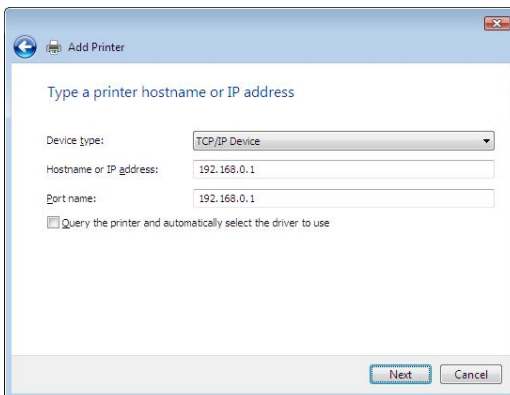 Add Printer
Type a printer hostname or IP address
Device type: TCP/IP Device
Hostname or IP address: 192.168.0.1
Port name: 192.168.0.1
Query the printer and automatically select the driver to use
Next Cancel